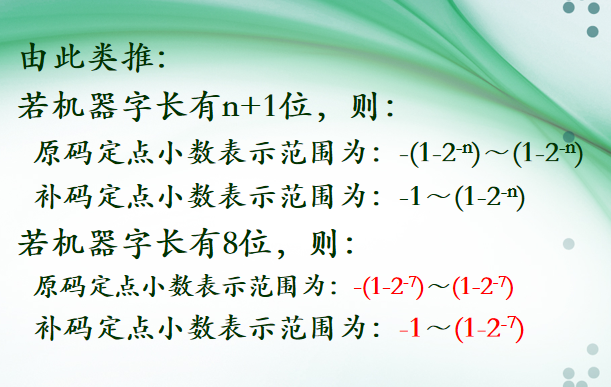 由此类推：
若机器字长有n+1位，则：
原码定点小数表示范围为：-(1-2⁻ⁿ)～(1-2⁻ⁿ)
补码定点小数表示范围为：-1～(1-2⁻ⁿ)
若机器字长有8位，则：
原码定点小数表示范围为：-(1-2⁻⁷)～(1-2⁻⁷)
补码定点小数表示范围为：-1～(1-2⁻⁷)